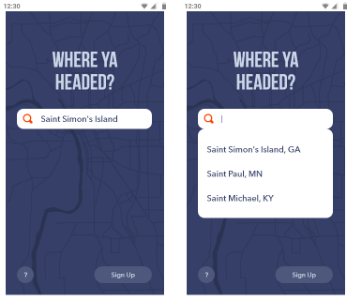 12:30
WHERE YA
HEADED?
Saint Simon's Island
?
Sign Up
12:30
WHERE YA
HEADED?
Saint Simon's Island, GA
Saint Paul, MN
Saint Michael, KY
?
Sign Up